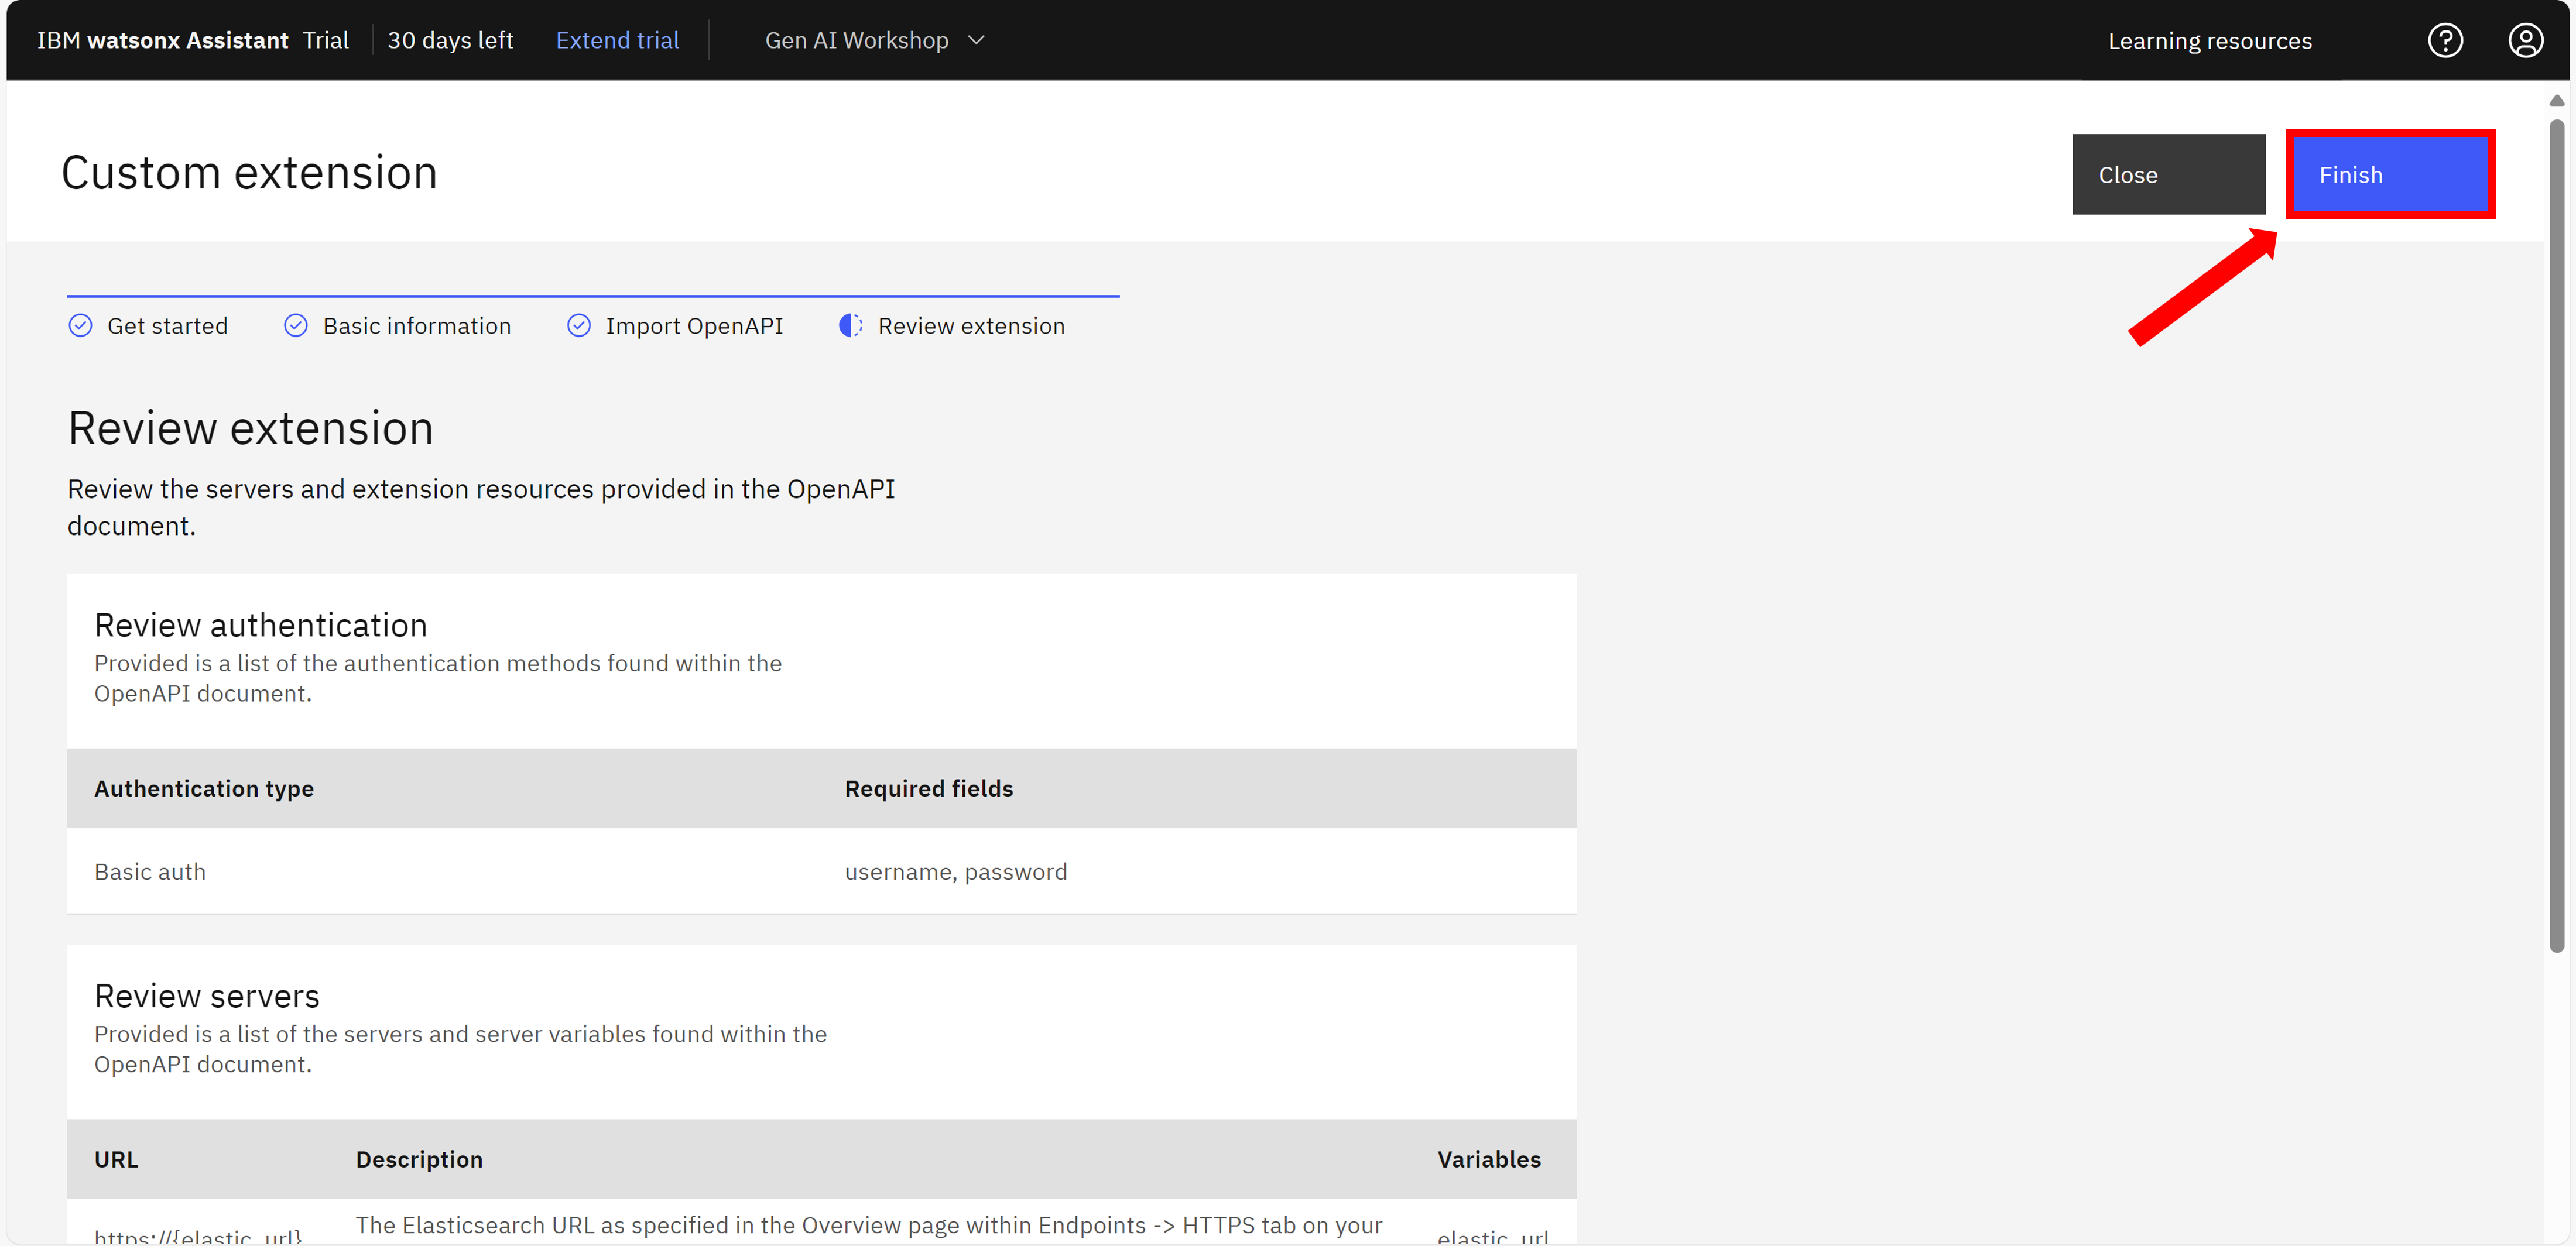 IBM watsonx Assistant Trial 30 days left Extend trial Gen AI Workshop Learning resources
Custom extension
Close
Finish
Get started Basic information Import OpenAPI Review extension
Review extension
Review the servers and extension resources provided in the OpenAPI
document.
Review authentication
Provided is a list of the authentication methods found within the
OpenAPI document.
Authentication type Required fields
Basic auth username, password
Review servers
Provided is a list of the servers and server variables found within the
OpenAPI document.
URL Description Variables
The Elasticsearch URL as specified in the Overview page within Endpoints -> HTTPS tab on your
https://{elastic_url} elastic_url